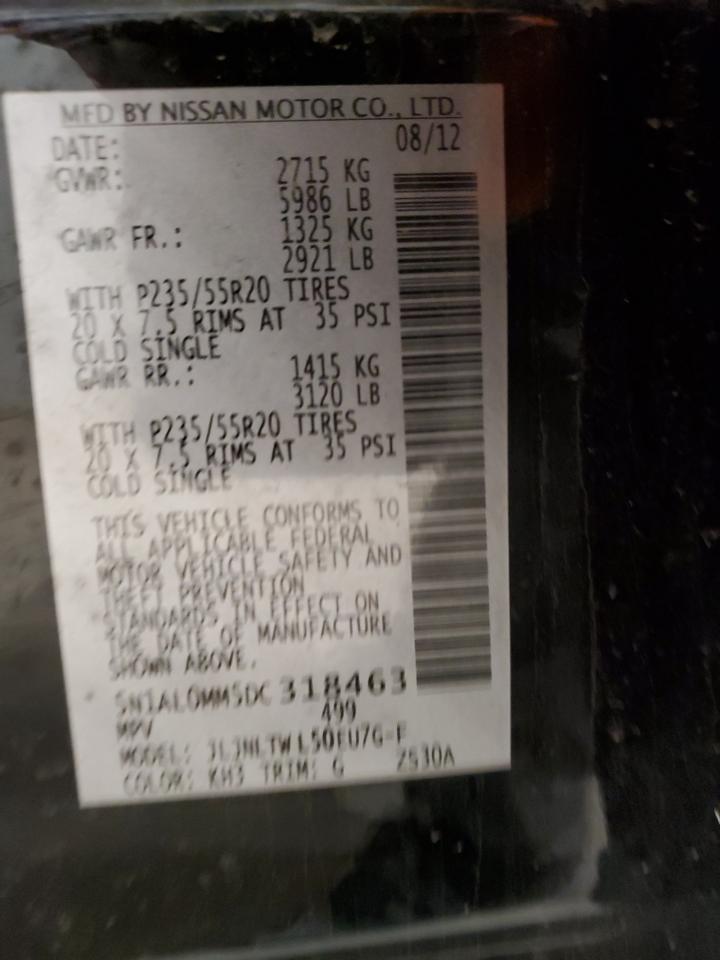 MFD BY NISSAN MOTOR CO., LTD.
DATE: 08/12
GVWR: 2715 KG
5986 LB
GAWR FR.: 1325 KG
2921 LB
WITH P235/55R20 TIRES
20 X 7.5 RIMS AT 35 PSI
COLD SINGLE
GAWR RR.: 1415 KG
3120 LB
WITH P235/55R20 TIRES
20 X 7.5 RIMS AT 35 PSI
COLD SINGLE
THIS VEHICLE CONFORMS TO
ALL APPLICABLE FEDERAL
MOTOR VEHICLE SAFETY AND
THEFT PREVENTION
STANDARDS IN EFFECT ON
THE DATE OF MANUFACTURE
SHOWN ABOVE.
5N1AL0MM5DC 318463
499
MPV
MODEL:
COLOR: KH3 TRIM: G ZS30A